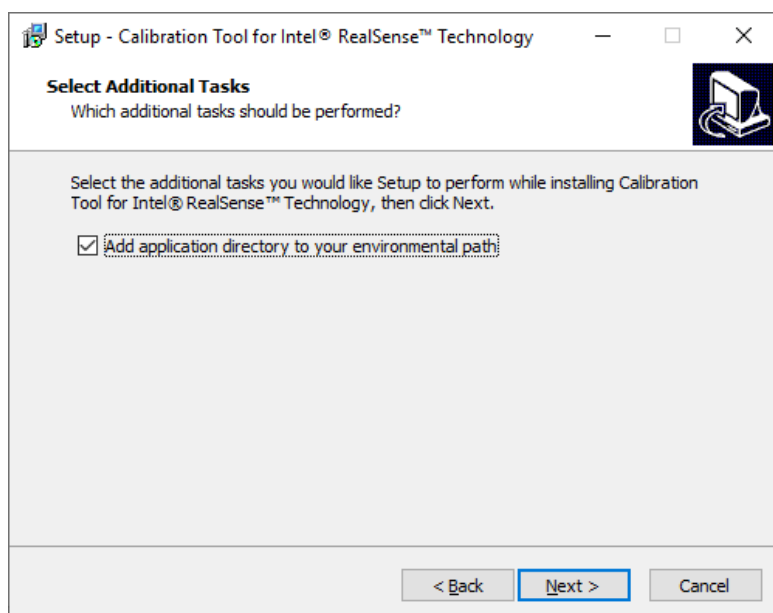 Setup - Calibration Tool for Intel® RealSense™ Technology
Select Additional Tasks
Which additional tasks should be performed?
Select the additional tasks you would like Setup to perform while installing Calibration
Tool for Intel® RealSense™ Technology, then click Next.
Add application directory to your environmental path
< Back
Next >
Cancel